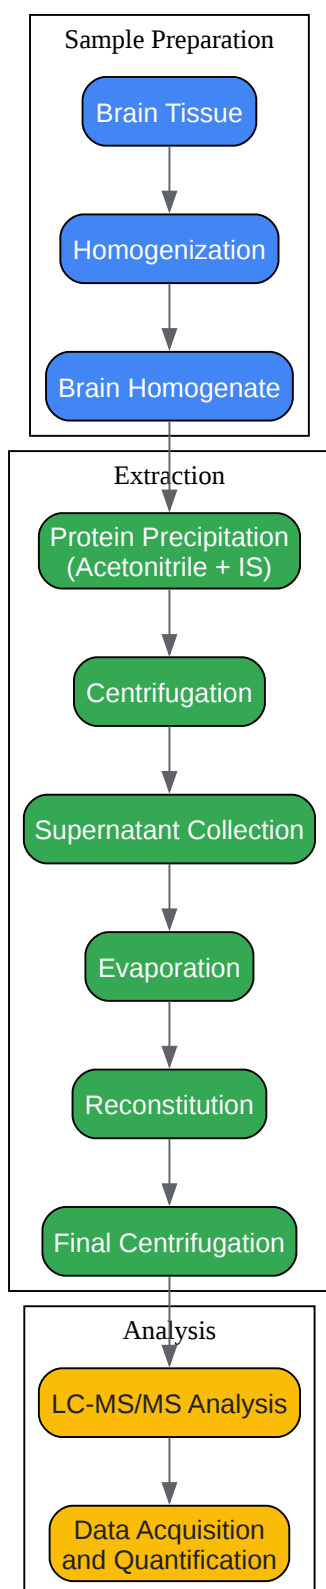 Sample Preparation
Brain Tissue
Homogenization
Brain Homogenate
Extraction
Protein Precipitation
(Acetonitrile + IS)
Centrifugation
Supernatant Collection
Evaporation
Reconstitution
Final Centrifugation
Analysis
LC-MS/MS Analysis
Data Acquisition
and Quantification